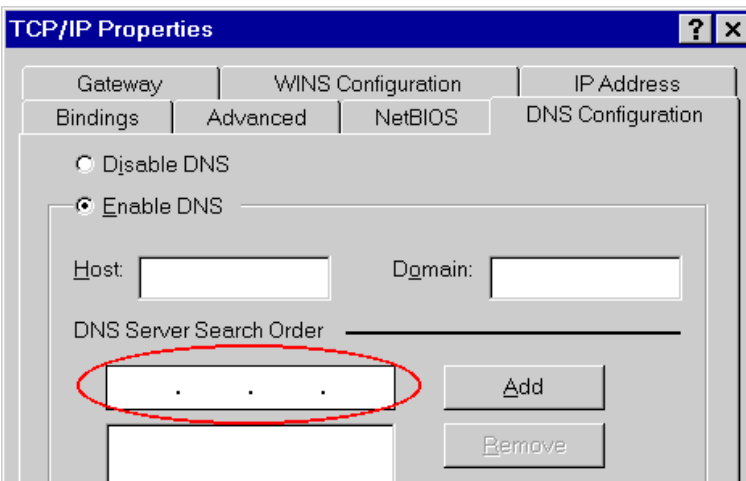 TCP/IP Properties
Gateway WINS Configuration IP Address
Bindings Advanced NetBIOS DNS Configuration
Disable DNS
Enable DNS
Host: Domain:
DNS Server Search Order
. . . Add
Remove